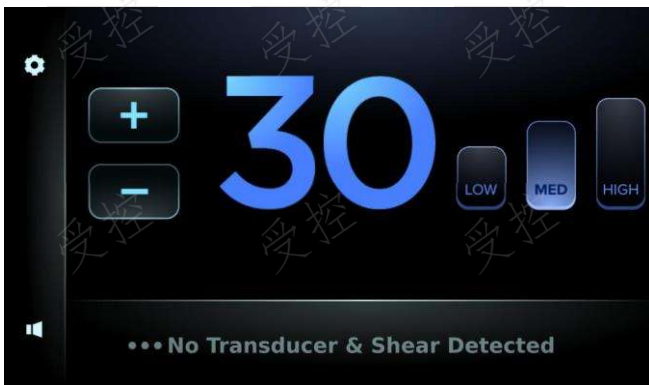 受控 受控 受控
+
30
LOW MED HIGH
−
受控 受控 受控
•••No Transducer & Shear Detected